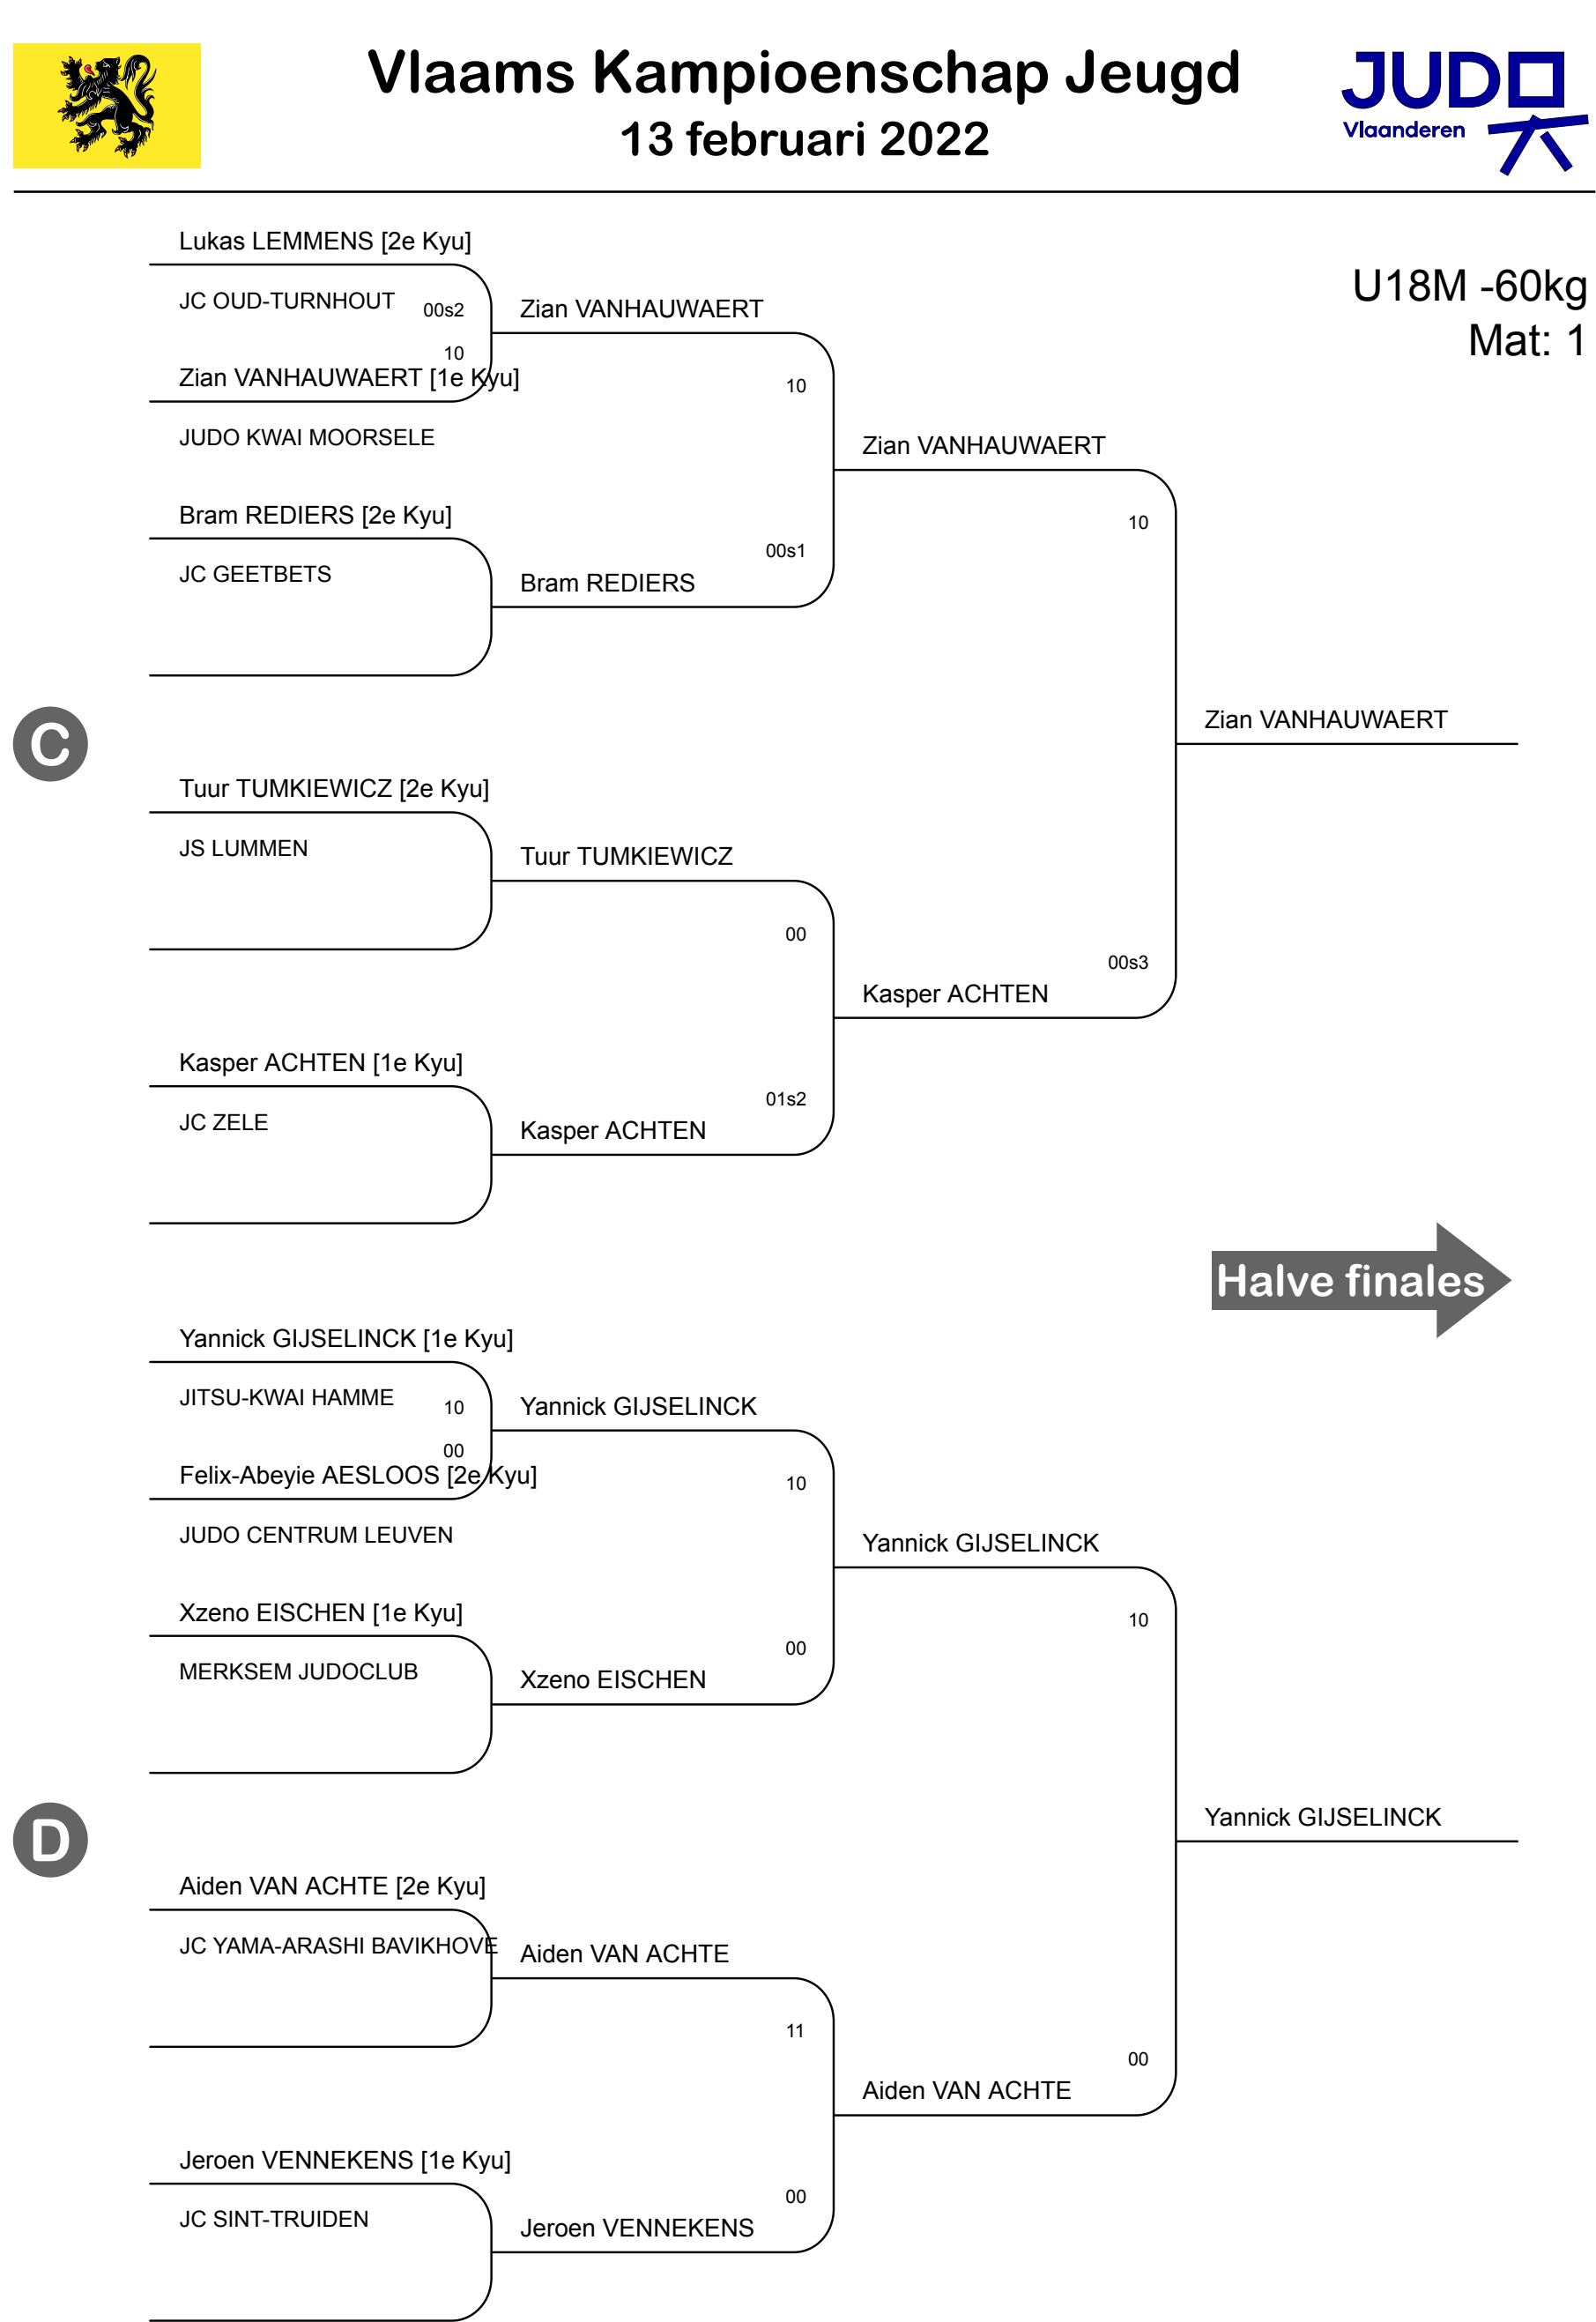 Vlaams Kampioenschap Jeugd
13 februari 2022
JUDO
Vlaanderen
U18M -60kg
Mat: 1
Lukas LEMMENS [2e Kyu]
JC OUD-TURNHOUT
00s2
Zian VANHAUWAERT
10
Zian VANHAUWAERT [1e Kyu]
10
JUDO KWAI MOORSELE
Zian VANHAUWAERT
Bram REDIERS [2e Kyu]
10
00s1
JC GEETBETS
Bram REDIERS
C
Zian VANHAUWAERT
Tuur TUMKIEWICZ [2e Kyu]
JS LUMMEN
Tuur TUMKIEWICZ
00
00s3
Kasper ACHTEN
Kasper ACHTEN [1e Kyu]
01s2
JC ZELE
Kasper ACHTEN
Halve finales
Yannick GIJSELINCK [1e Kyu]
JITSU-KWAI HAMME
10
Yannick GIJSELINCK
00
Felix-Abeyie AESLOOS [2e Kyu]
10
JUDO CENTRUM LEUVEN
Yannick GIJSELINCK
Xzeno EISCHEN [1e Kyu]
10
00
MERKSEM JUDOCLUB
Xzeno EISCHEN
D
Yannick GIJSELINCK
Aiden VAN ACHTE [2e Kyu]
JC YAMA-ARASHI BAVIKHOVE
Aiden VAN ACHTE
11
00
Aiden VAN ACHTE
Jeroen VENNEKENS [1e Kyu]
00
JC SINT-TRUIDEN
Jeroen VENNEKENS